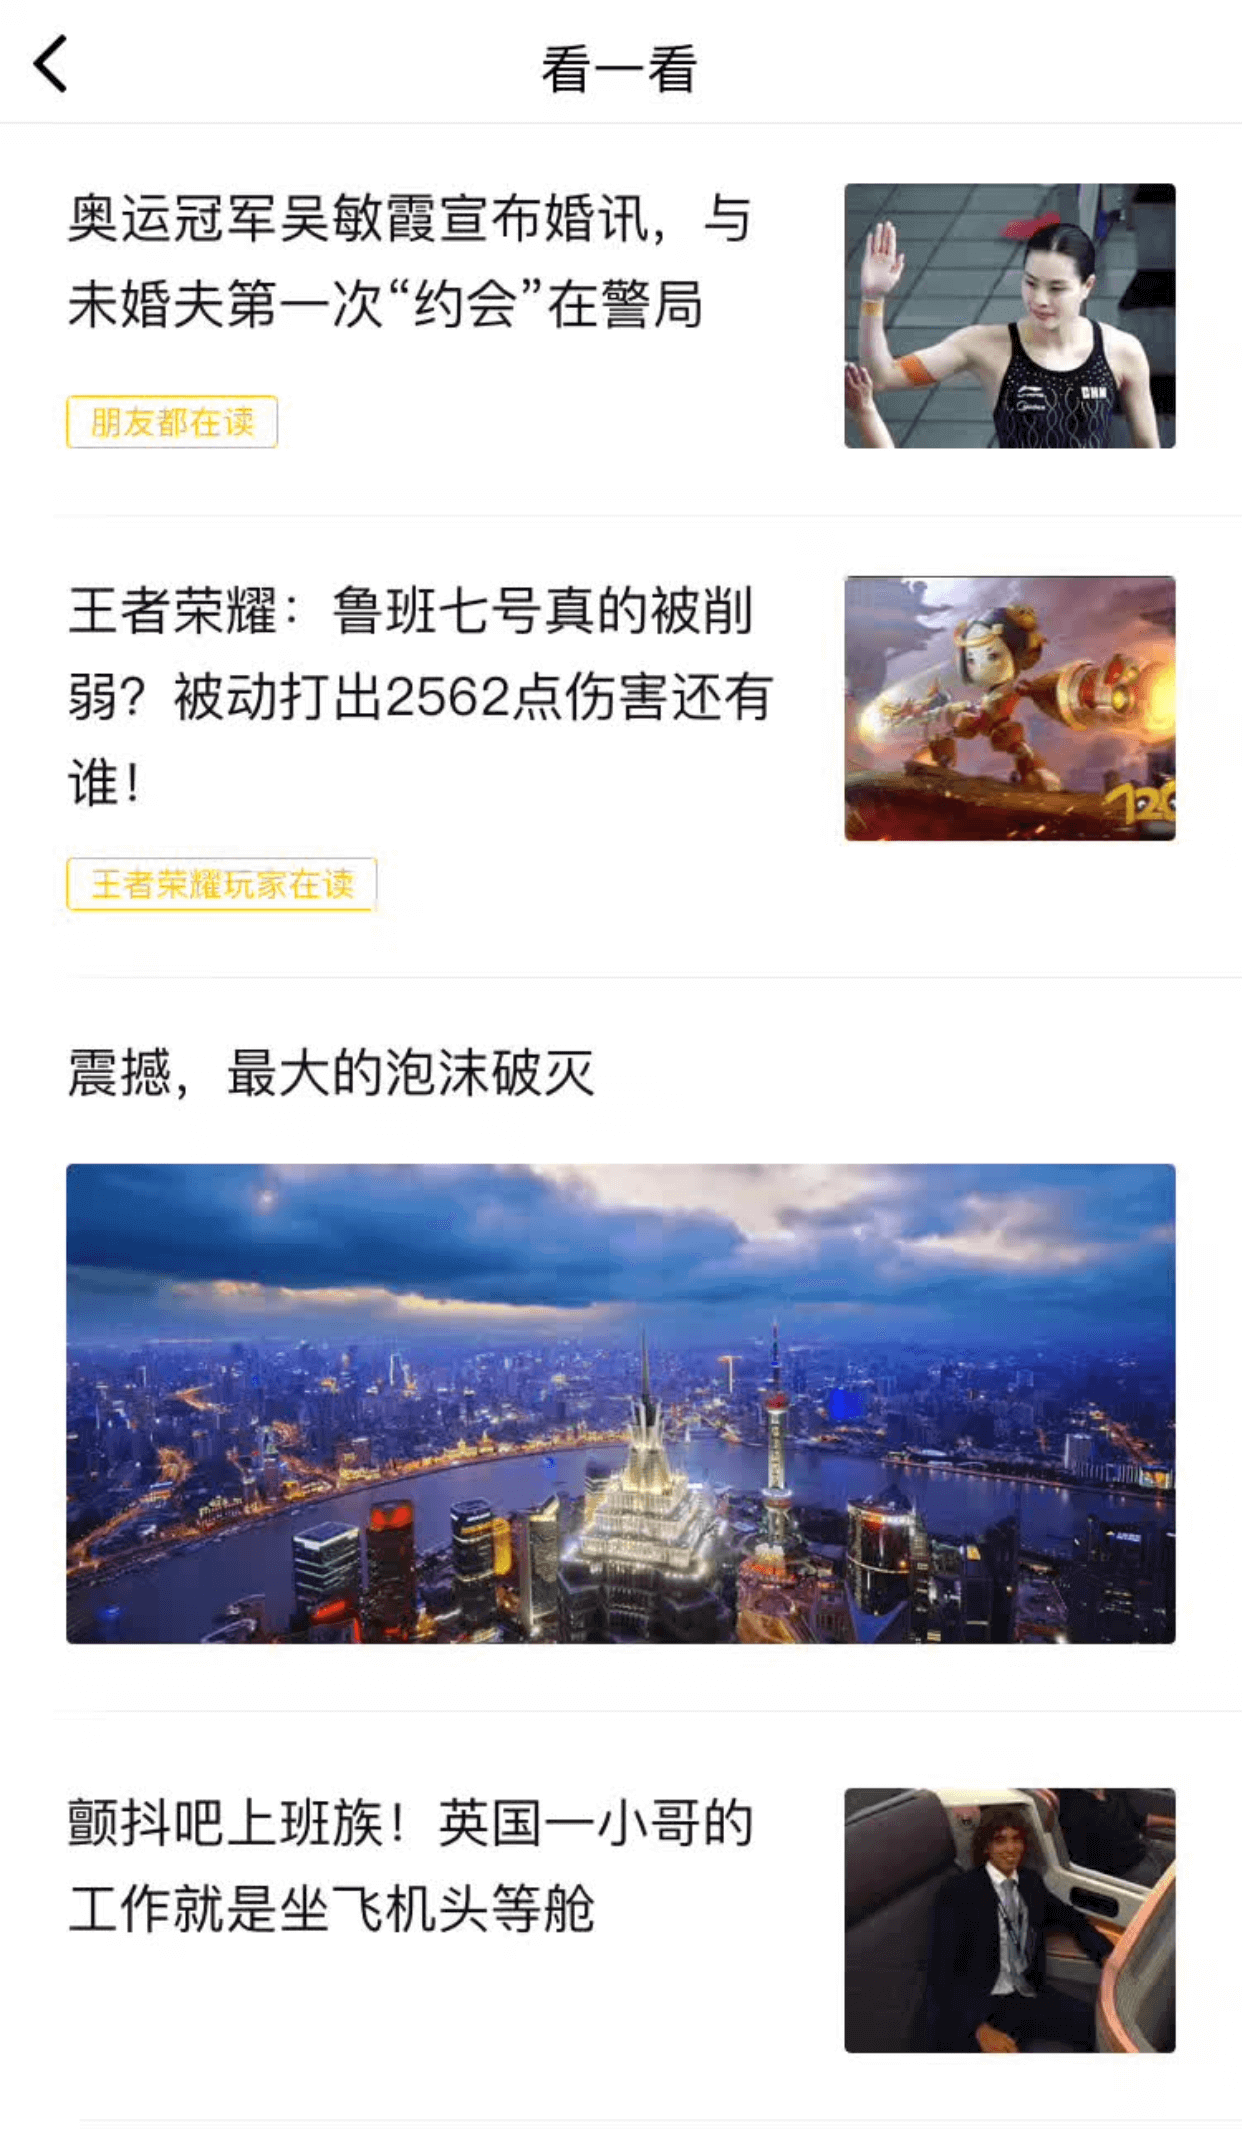 看一看
奥运冠军吴敏霞宣布婚讯，与
未婚夫第一次“约会”在警局
朋友都在读
CHN
王者荣耀：鲁班七号真的被削
弱？被动打出2562点伤害还有
谁！
120
王者荣耀玩家在读
震撼，最大的泡沫破灭
颤抖吧上班族！英国一小哥的
工作就是坐飞机头等舱